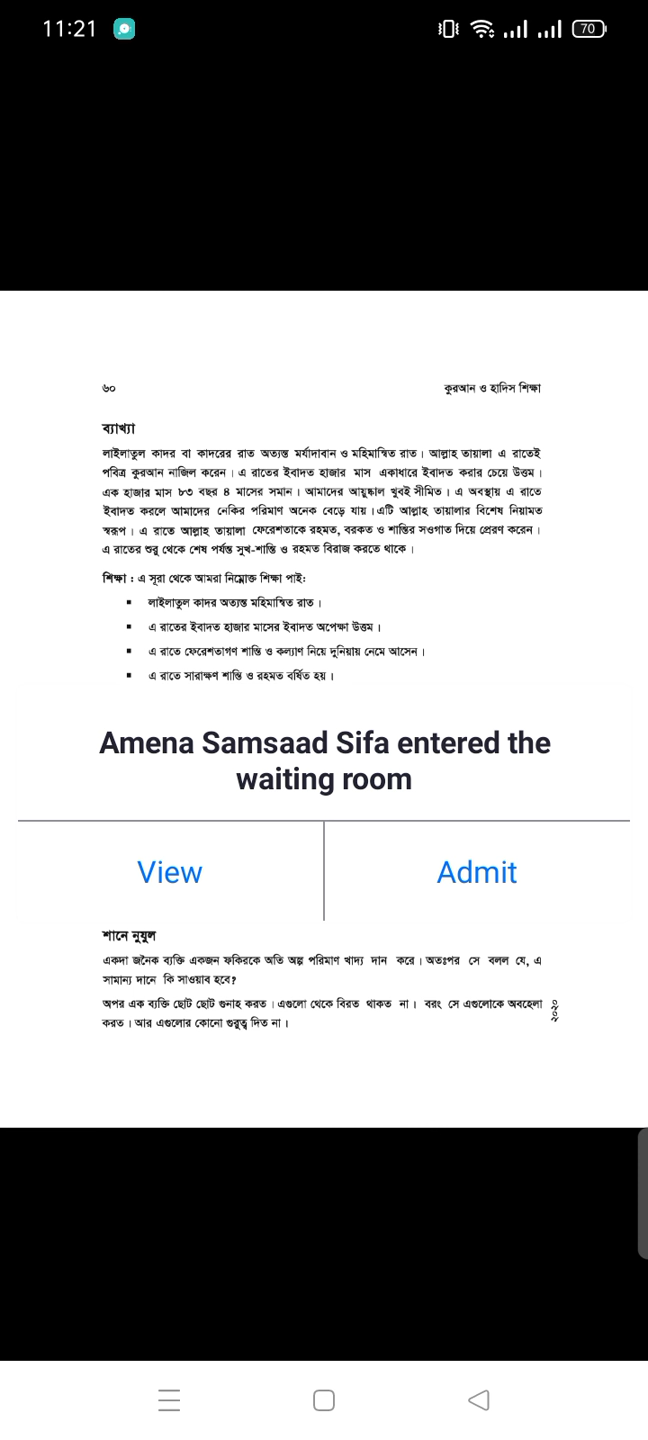 11:21
70
৬০
কুরআন ও হাদিস শিক্ষা
ব্যাখ্যা
লাইলাতুল কাদর বা কাদরের রাত অত্যন্ত মর্যাদাবান ও মহিমান্বিত রাত। আল্লাহ তায়ালা এ রাতেই
পবিত্র কুরআন নাজিল করেন। এ রাতের ইবাদত হাজার মাস একাধারে ইবাদত করার চেয়ে উত্তম।
এক হাজার মাস ৮৩ বছর ৪ মাসের সমান। আমাদের আয়ুষ্কাল খুবই সীমিত। এ অবস্থায় এ রাতে
ইবাদত করলে আমাদের নেকির পরিমাণ অনেক বেড়ে যায়। এটি আল্লাহ তায়ালার বিশেষ নিয়ামত
স্বরূপ। এ রাতে আল্লাহ তায়ালা ফেরেশতাকে রহমত, বরকত ও শান্তির সওগাত দিয়ে প্রেরণ করেন।
এ রাতের শুরু থেকে শেষ পর্যন্ত সুখ-শান্তি ও রহমত বিরাজ করতে থাকে।
শিক্ষা : এ সূরা থেকে আমরা নিম্নোক্ত শিক্ষা পাই:
▪ লাইলাতুল কাদর অত্যন্ত মহিমান্বিত রাত।
▪ এ রাতের ইবাদত হাজার মাসের ইবাদত অপেক্ষা উত্তম।
▪ এ রাতে ফেরেশতাগণ শান্তি ও কল্যাণ নিয়ে দুনিয়ায় নেমে আসেন।
▪ এ রাতে সারাক্ষণ শান্তি ও রহমত বর্ষিত হয়।
Amena Samsaad Sifa entered the
waiting room
View
Admit
শানে নুযুল
একদা জনৈক ব্যক্তি একজন ফকিরকে অতি অল্প পরিমাণ খাদ্য দান করে। অতঃপর সে বলল যে, এ
সামান্য দানে কি সাওয়াব হবে?
অপর এক ব্যক্তি ছোট ছোট গুনাহ করত। এগুলো থেকে বিরত থাকত না। বরং সে এগুলোকে অবহেলা
করত। আর এগুলোর কোনো গুরুত্ব দিত না।
২০২০